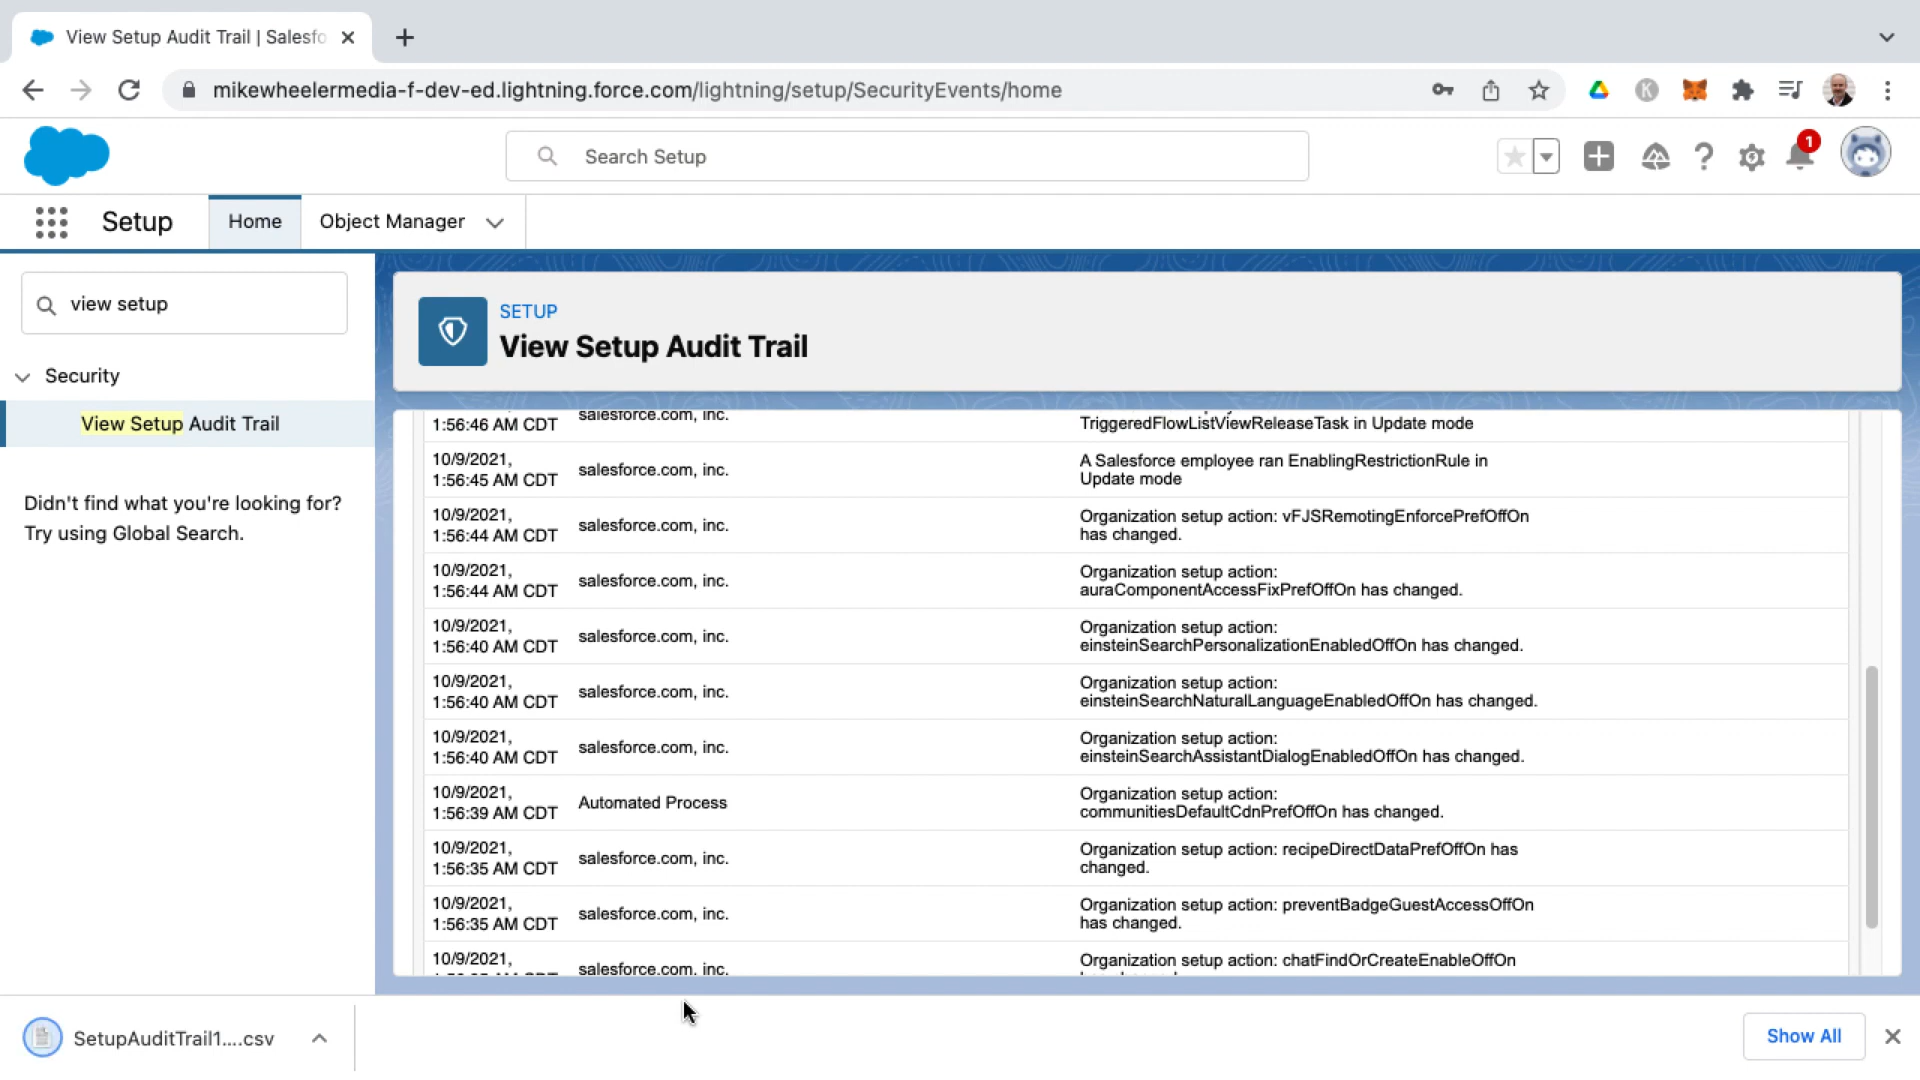 View Setup Audit Trail | Salesfo
mikewheelermedia-f-dev-ed.lightning.force.com/lightning/setup/SecurityEvents/home
K
Search Setup
1
Setup
Home
Object Manager
view setup
Security
View Setup Audit Trail
Didn't find what you're looking for?
Try using Global Search.
SETUP
View Setup Audit Trail
1:56:46 AM CDT
salesforce.com, inc.
TriggeredFlowListViewReleaseTask in Update mode
10/9/2021,
1:56:45 AM CDT
salesforce.com, inc.
A Salesforce employee ran EnablingRestrictionRule in
Update mode
10/9/2021,
1:56:44 AM CDT
salesforce.com, inc.
Organization setup action: vFJSRemotingEnforcePrefOffOn
has changed.
10/9/2021,
1:56:44 AM CDT
salesforce.com, inc.
Organization setup action:
auraComponentAccessFixPrefOffOn has changed.
10/9/2021,
1:56:40 AM CDT
salesforce.com, inc.
Organization setup action:
einsteinSearchPersonalizationEnabledOffOn has changed.
10/9/2021,
1:56:40 AM CDT
salesforce.com, inc.
Organization setup action:
einsteinSearchNaturalLanguageEnabledOffOn has changed.
10/9/2021,
1:56:40 AM CDT
salesforce.com, inc.
Organization setup action:
einsteinSearchAssistantDialogEnabledOffOn has changed.
10/9/2021,
1:56:39 AM CDT
Automated Process
Organization setup action:
communitiesDefaultCdnPrefOffOn has changed.
10/9/2021,
1:56:35 AM CDT
salesforce.com, inc.
Organization setup action: recipeDirectDataPrefOffOn has
changed.
10/9/2021,
1:56:35 AM CDT
salesforce.com, inc.
Organization setup action: preventBadgeGuestAccessOffOn
has changed.
10/9/2021,
salesforce.com, inc.
Organization setup action: chatFindOrCreateEnableOffOn
SetupAuditTrail1....csv
Show All